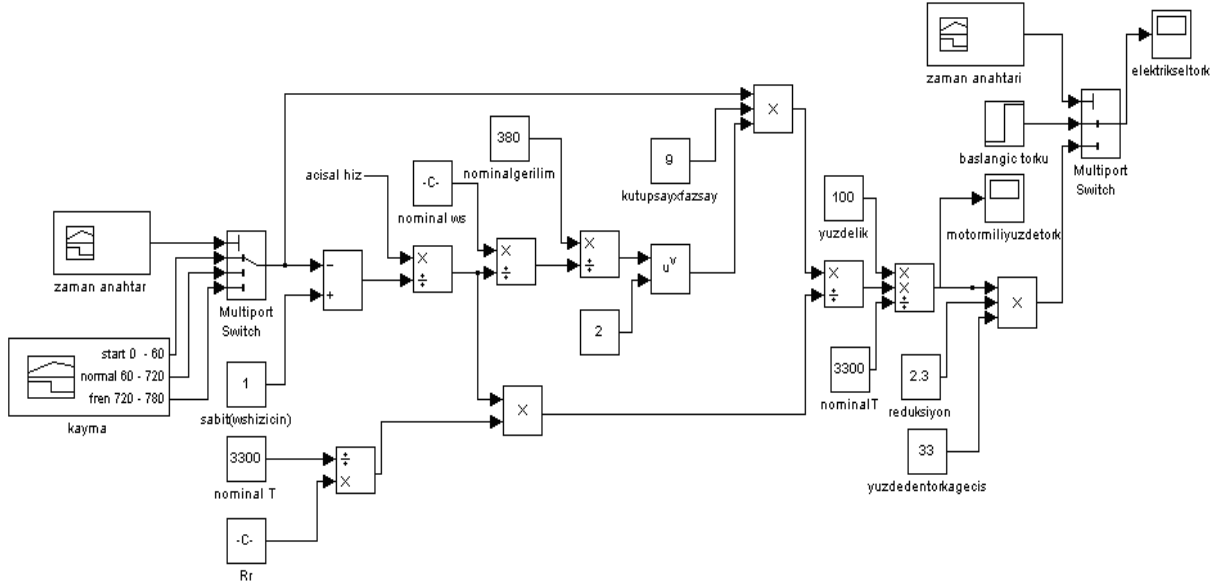 zaman anahtari
elektrikseltork
baslangic torku
Multiport
Switch
380
nominalgerilim
9
kutupsayxfazsay
acisal hiz
-C-
nominal ws
100
yuzdelik
motormiliyuzdetork
zaman anahtar
Multiport
Switch
u^v
2
start 0 - 60
normal 60 - 720
fren 720 - 780
kayma
1
sabit(wshizicin)
3300
nominalT
2.3
reduksiyon
3300
nominal T
33
yuzdedentorkagecis
-C-
Rr